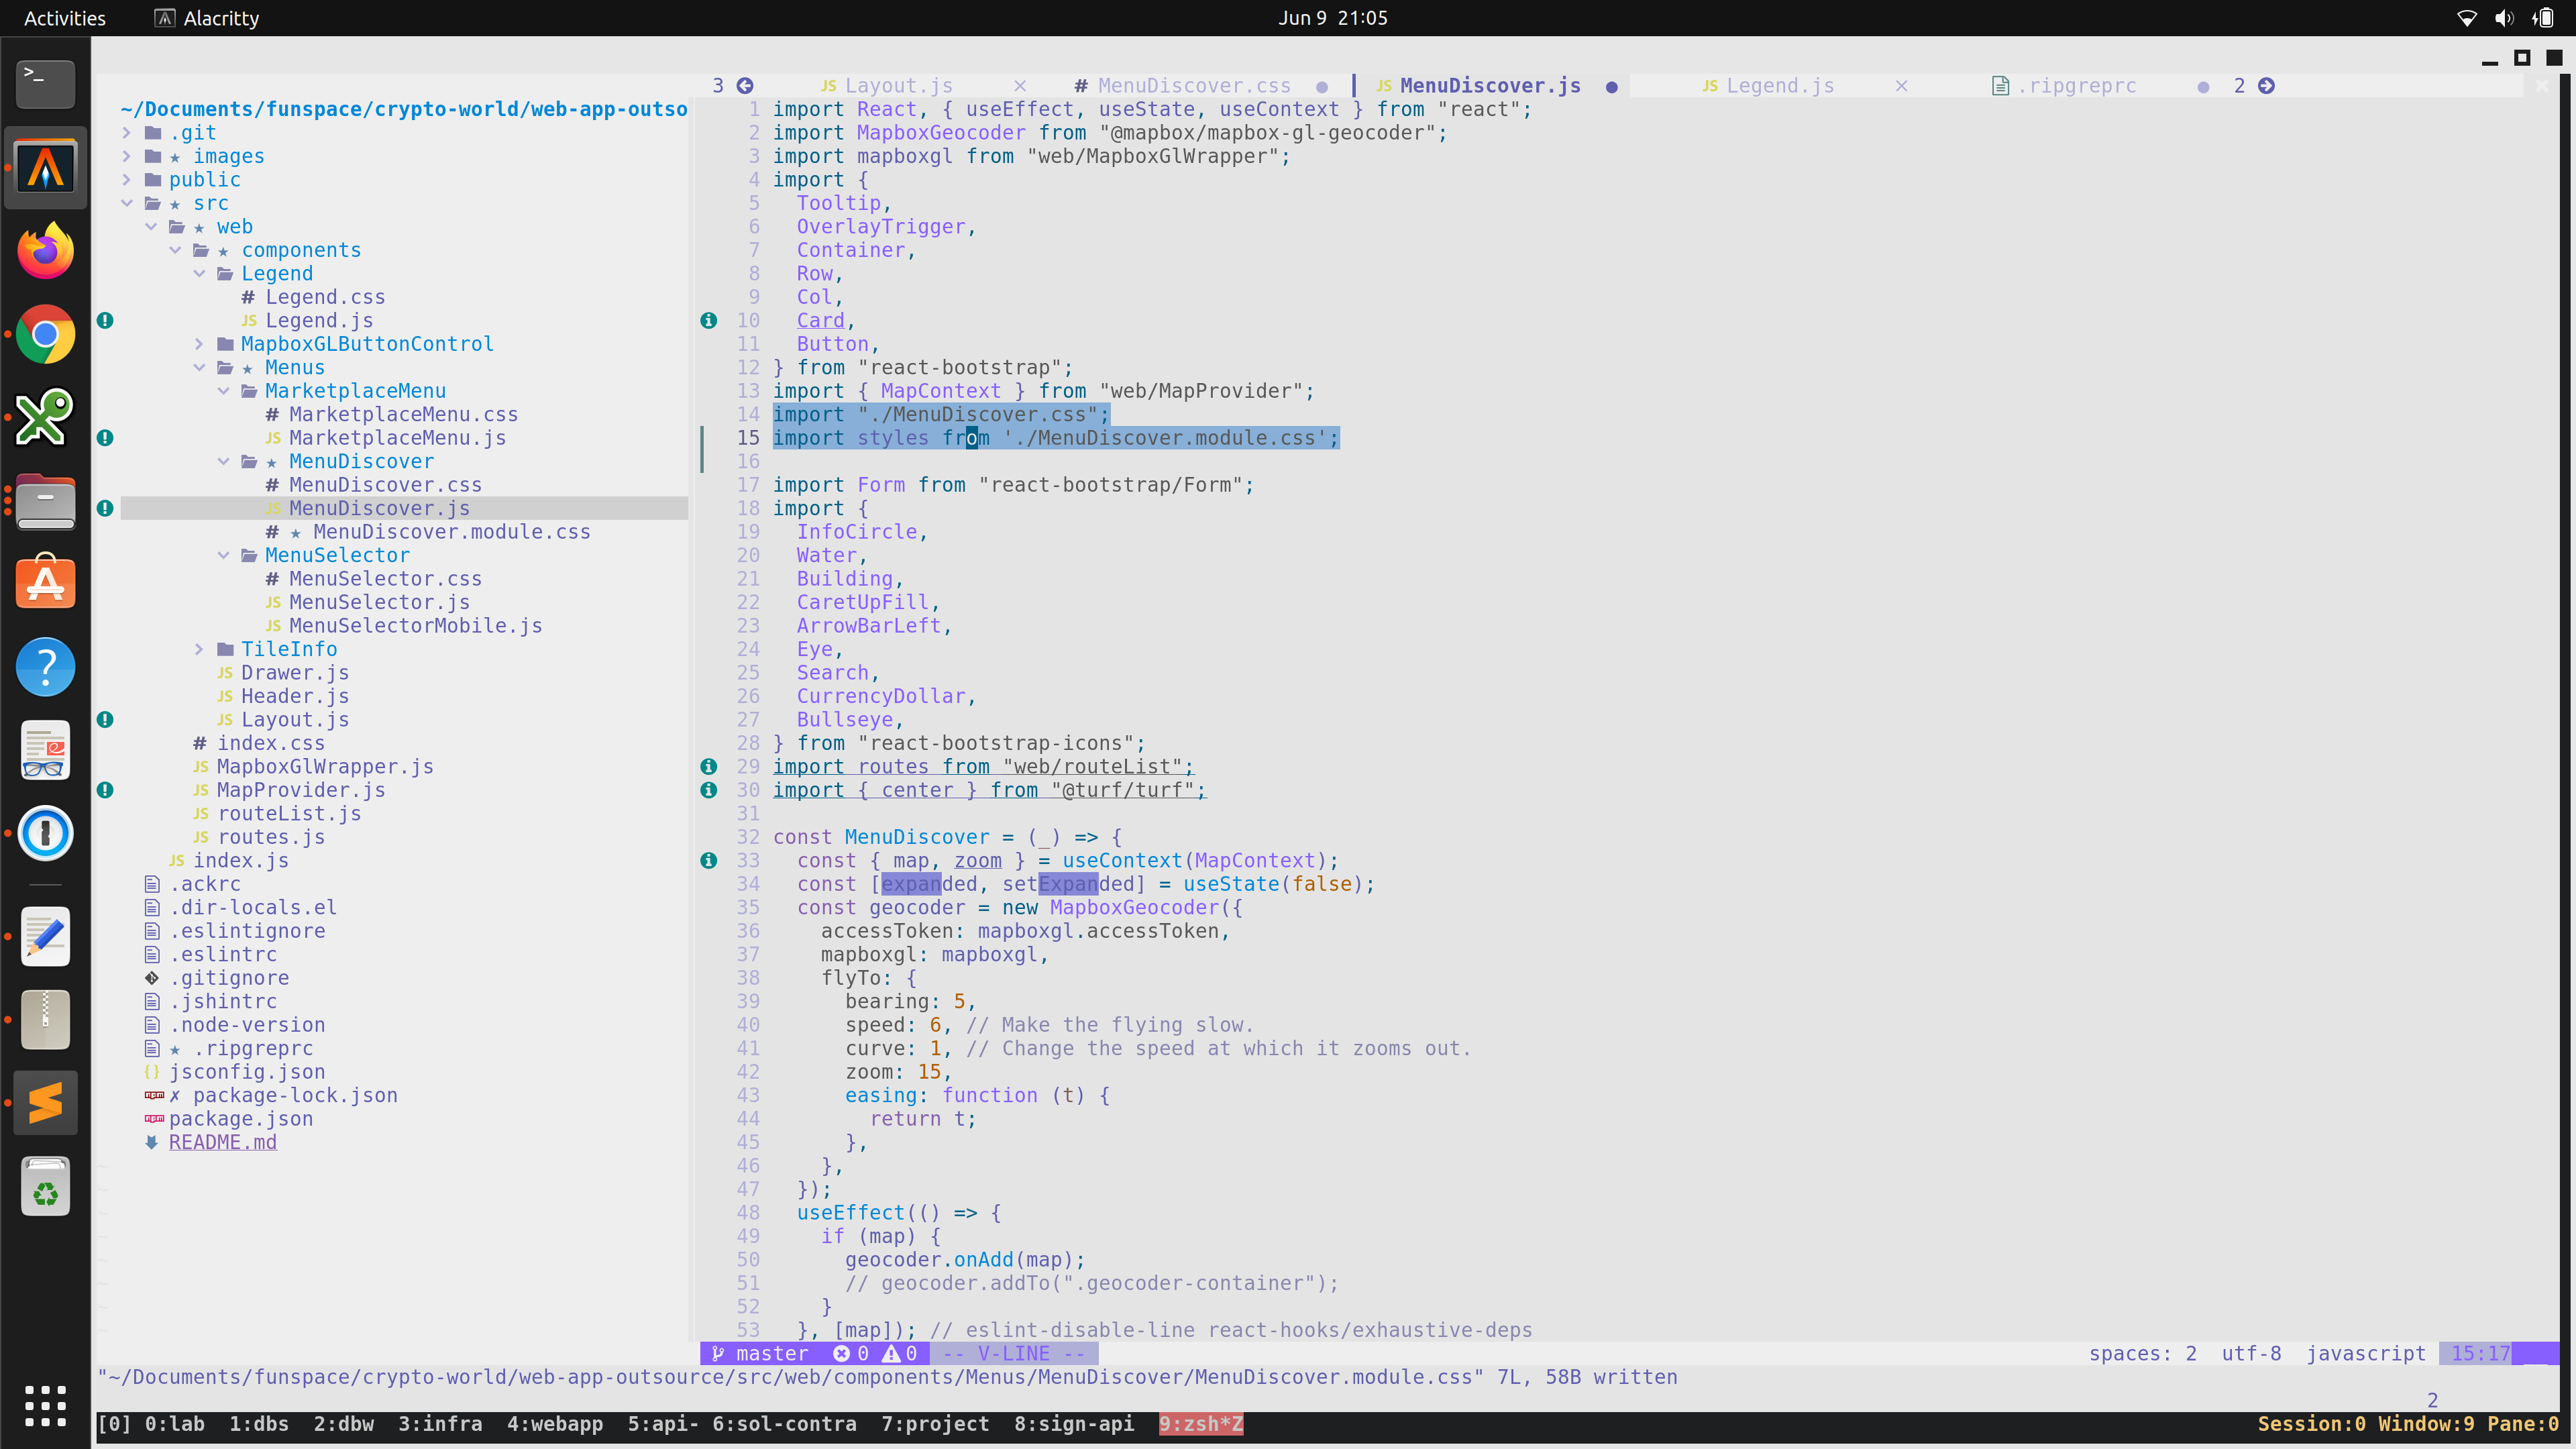 Activities
Alacritty
Jun 9 21:05
3
JS Layout.js
# MenuDiscover.css
JS MenuDiscover.js
JS Legend.js
.ripgreprc
2
~/Documents/funspace/crypto-world/web-app-outso
.git
images
public
src
web
components
Legend
# Legend.css
JS Legend.js
MapboxGLButtonControl
Menus
MarketplaceMenu
# MarketplaceMenu.css
JS MarketplaceMenu.js
MenuDiscover
# MenuDiscover.css
JS MenuDiscover.js
# ★ MenuDiscover.module.css
MenuSelector
# MenuSelector.css
JS MenuSelector.js
JS MenuSelectorMobile.js
TileInfo
JS Drawer.js
JS Header.js
JS Layout.js
# index.css
JS MapboxGlWrapper.js
JS MapProvider.js
JS routeList.js
JS routes.js
JS index.js
.ackrc
.dir-locals.el
.eslintignore
.eslintrc
.gitignore
.jshintrc
.node-version
★ .ripgreprc
{} jsconfig.json
npm ✗ package-lock.json
npm package.json
README.md
1 import React, { useEffect, useState, useContext } from "react";
2 import MapboxGeocoder from "@mapbox/mapbox-gl-geocoder";
3 import mapboxgl from "web/MapboxGlWrapper";
4 import {
5   Tooltip,
6   OverlayTrigger,
7   Container,
8   Row,
9   Col,
10   Card,
11   Button,
12 } from "react-bootstrap";
13 import { MapContext } from "web/MapProvider";
14 import "./MenuDiscover.css";
15 import styles from './MenuDiscover.module.css';
16
17 import Form from "react-bootstrap/Form";
18 import {
19   InfoCircle,
20   Water,
21   Building,
22   CaretUpFill,
23   ArrowBarLeft,
24   Eye,
25   Search,
26   CurrencyDollar,
27   Bullseye,
28 } from "react-bootstrap-icons";
29 import routes from "web/routeList";
30 import { center } from "@turf/turf";
31
32 const MenuDiscover = (_) => {
33   const { map, zoom } = useContext(MapContext);
34   const [expanded, setExpanded] = useState(false);
35   const geocoder = new MapboxGeocoder({
36     accessToken: mapboxgl.accessToken,
37     mapboxgl: mapboxgl,
38     flyTo: {
39       bearing: 5,
40       speed: 6, // Make the flying slow.
41       curve: 1, // Change the speed at which it zooms out.
42       zoom: 15,
43       easing: function (t) {
44         return t;
45       },
46     },
47   });
48   useEffect(() => {
49     if (map) {
50       geocoder.onAdd(map);
51       // geocoder.addTo(".geocoder-container");
52     }
53   }, [map]); // eslint-disable-line react-hooks/exhaustive-deps
master 0 0 -- V-LINE -- spaces: 2 utf-8 javascript 15:17
"~/Documents/funspace/crypto-world/web-app-outsource/src/web/components/Menus/MenuDiscover/MenuDiscover.module.css" 7L, 58B written
2
[0] 0:lab 1:dbs 2:dbw 3:infra 4:webapp 5:api- 6:sol-contra 7:project 8:sign-api 9:zsh*Z Session:0 Window:9 Pane:0